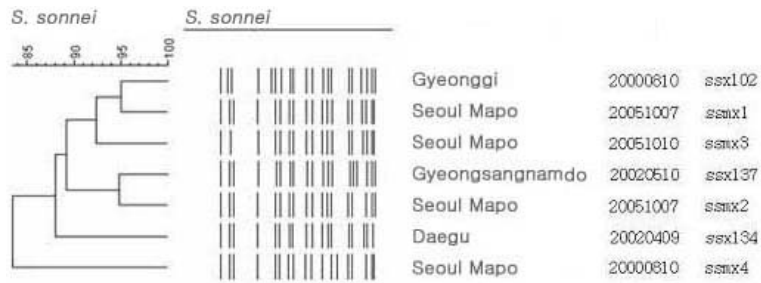 S. sonnei S. sonnei
85 90 95 100
Gyeonggi 20000810 ssx102
Seoul Mapo 20051007 ssmx1
Seoul Mapo 20051010 ssmx3
Gyeongsangnamdo 20020510 ssx137
Seoul Mapo 20051007 ssmx2
Daegu 20020409 ssx134
Seoul Mapo 20000810 ssmx4